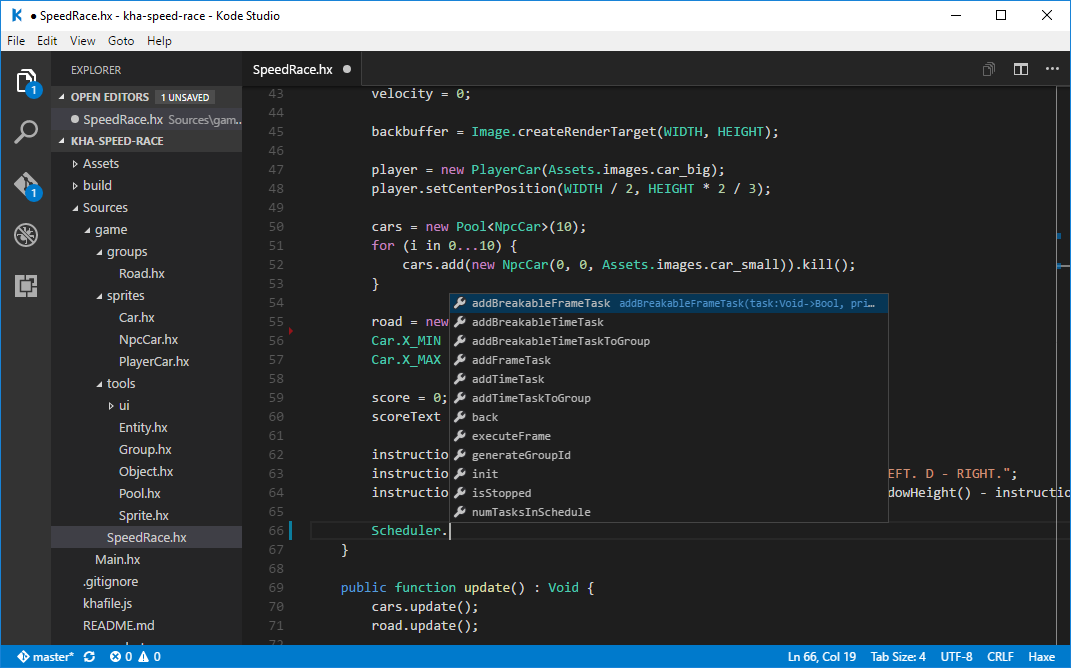 ● SpeedRace.hx - kha-speed-race - Kode Studio
File Edit View Goto Help
EXPLORER
OPEN EDITORS 1 UNSAVED
SpeedRace.hx Sources\gam...
KHA-SPEED-RACE
Assets
build
Sources
game
groups
Road.hx
sprites
Car.hx
NpcCar.hx
PlayerCar.hx
tools
ui
Entity.hx
Group.hx
Object.hx
Pool.hx
Sprite.hx
SpeedRace.hx
Main.hx
.gitignore
khafile.js
README.md
1
1
SpeedRace.hx ●
43 velocity = 0;
44
45 backbuffer = Image.createRenderTarget(WIDTH, HEIGHT);
46
47 player = new PlayerCar(Assets.images.car_big);
48 player.setCenterPosition(WIDTH / 2, HEIGHT * 2 / 3);
49
50 cars = new Pool<NpcCar>(10);
51 for (i in 0...10) {
52 cars.add(new NpcCar(0, 0, Assets.images.car_small)).kill();
53 }
54
55 road = new
56 Car.X_MIN
57 Car.X_MAX
58
59 score = 0;
60 scoreText
61
62 instructio
63 instructio EFT. D - RIGHT.";
64 instructio dowHeight() - instructio
65
66 Scheduler.
67 }
68
69 public function update() : Void {
70 cars.update();
71 road.update();
72
addBreakableFrameTask addBreakableFrameTask(task:Void->Bool, pri...
addBreakableTimeTask
addBreakableTimeTaskToGroup
addFrameTask
addTimeTask
addTimeTaskToGroup
back
executeFrame
generateGroupId
init
isStopped
numTasksInSchedule
master* 0 0 Ln 66, Col 19 Tab Size: 4 UTF-8 CRLF Haxe